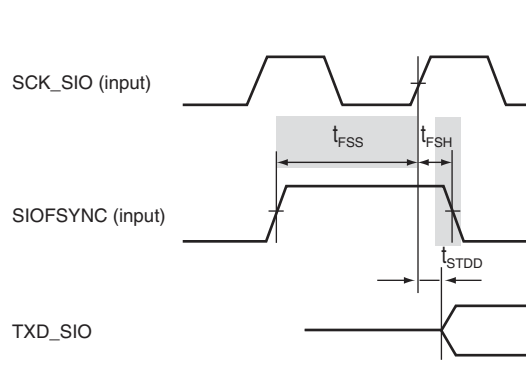 SCK_SIO (input)
tFSS
tFSH
SIOFSYNC (input)
tSTDD
TXD_SIO